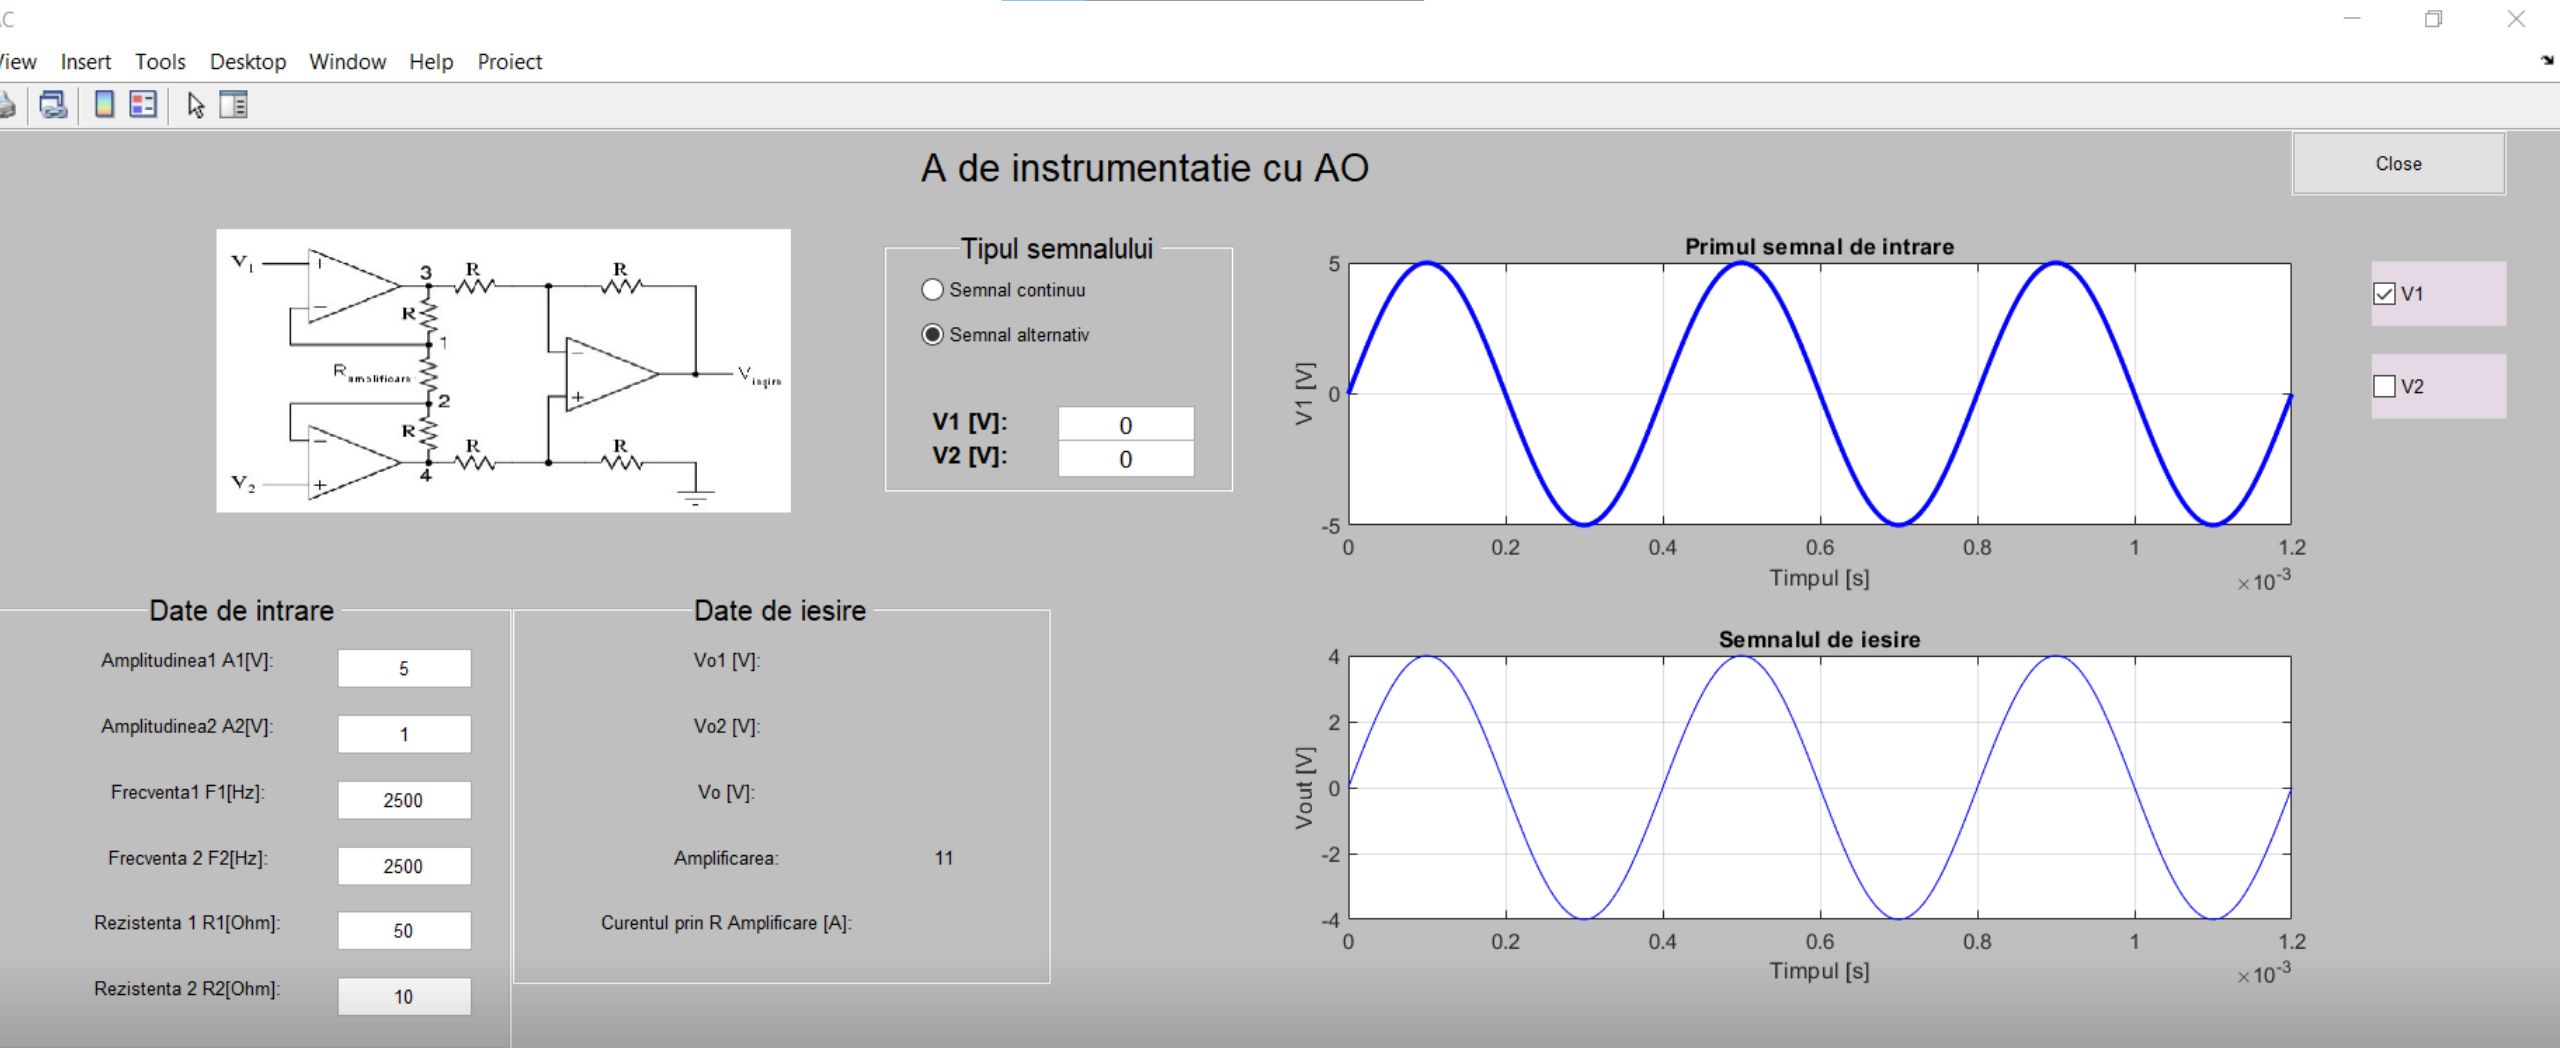 AC
View Insert Tools Desktop Window Help Proiect
A de instrumentatie cu AO
Close
V1
3
R
R
R
1
R
2
R
R
R
4
V2
V
Tipul semnalului
Semnal continuu
Semnal alternativ
V1 [V]: 0
V2 [V]: 0
Primul semnal de intrare
5
0
-5
V1 [V]
0 0.2 0.4 0.6 0.8 1 1.2
Timpul [s]
×10-3
V1
V2
Date de intrare
Amplitudinea1 A1[V]: 5
Amplitudinea2 A2[V]: 1
Frecventa1 F1[Hz]: 2500
Frecventa 2 F2[Hz]: 2500
Rezistenta 1 R1[Ohm]: 50
Rezistenta 2 R2[Ohm]: 10
Date de iesire
Vo1 [V]:
Vo2 [V]:
Vo [V]:
Amplificarea: 11
Curentul prin R Amplificare [A]:
Semnalul de iesire
4
2
0
-2
-4
Vout [V]
0 0.2 0.4 0.6 0.8 1 1.2
Timpul [s]
×10-3